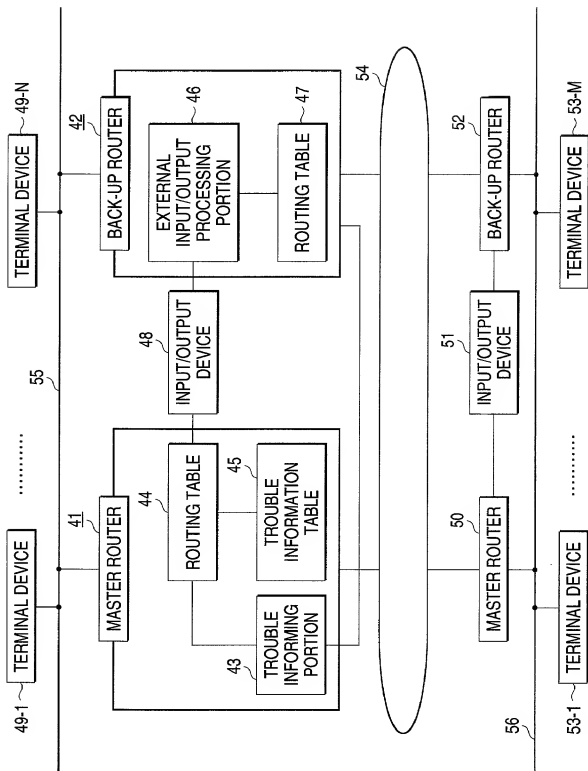 49-1
TERMINAL DEVICE
..........
55
49-N
TERMINAL DEVICE
41
MASTER ROUTER
42
BACK-UP ROUTER
44
ROUTING TABLE
48
INPUT/OUTPUT
DEVICE
46
EXTERNAL
INPUT/OUTPUT
PROCESSING
PORTION
43
TROUBLE
INFORMING
PORTION
45
TROUBLE
INFORMATION
TABLE
47
ROUTING TABLE
54
50
MASTER ROUTER
51
INPUT/OUTPUT
DEVICE
52
BACK-UP ROUTER
56
53-1
TERMINAL DEVICE
..........
53-M
TERMINAL DEVICE